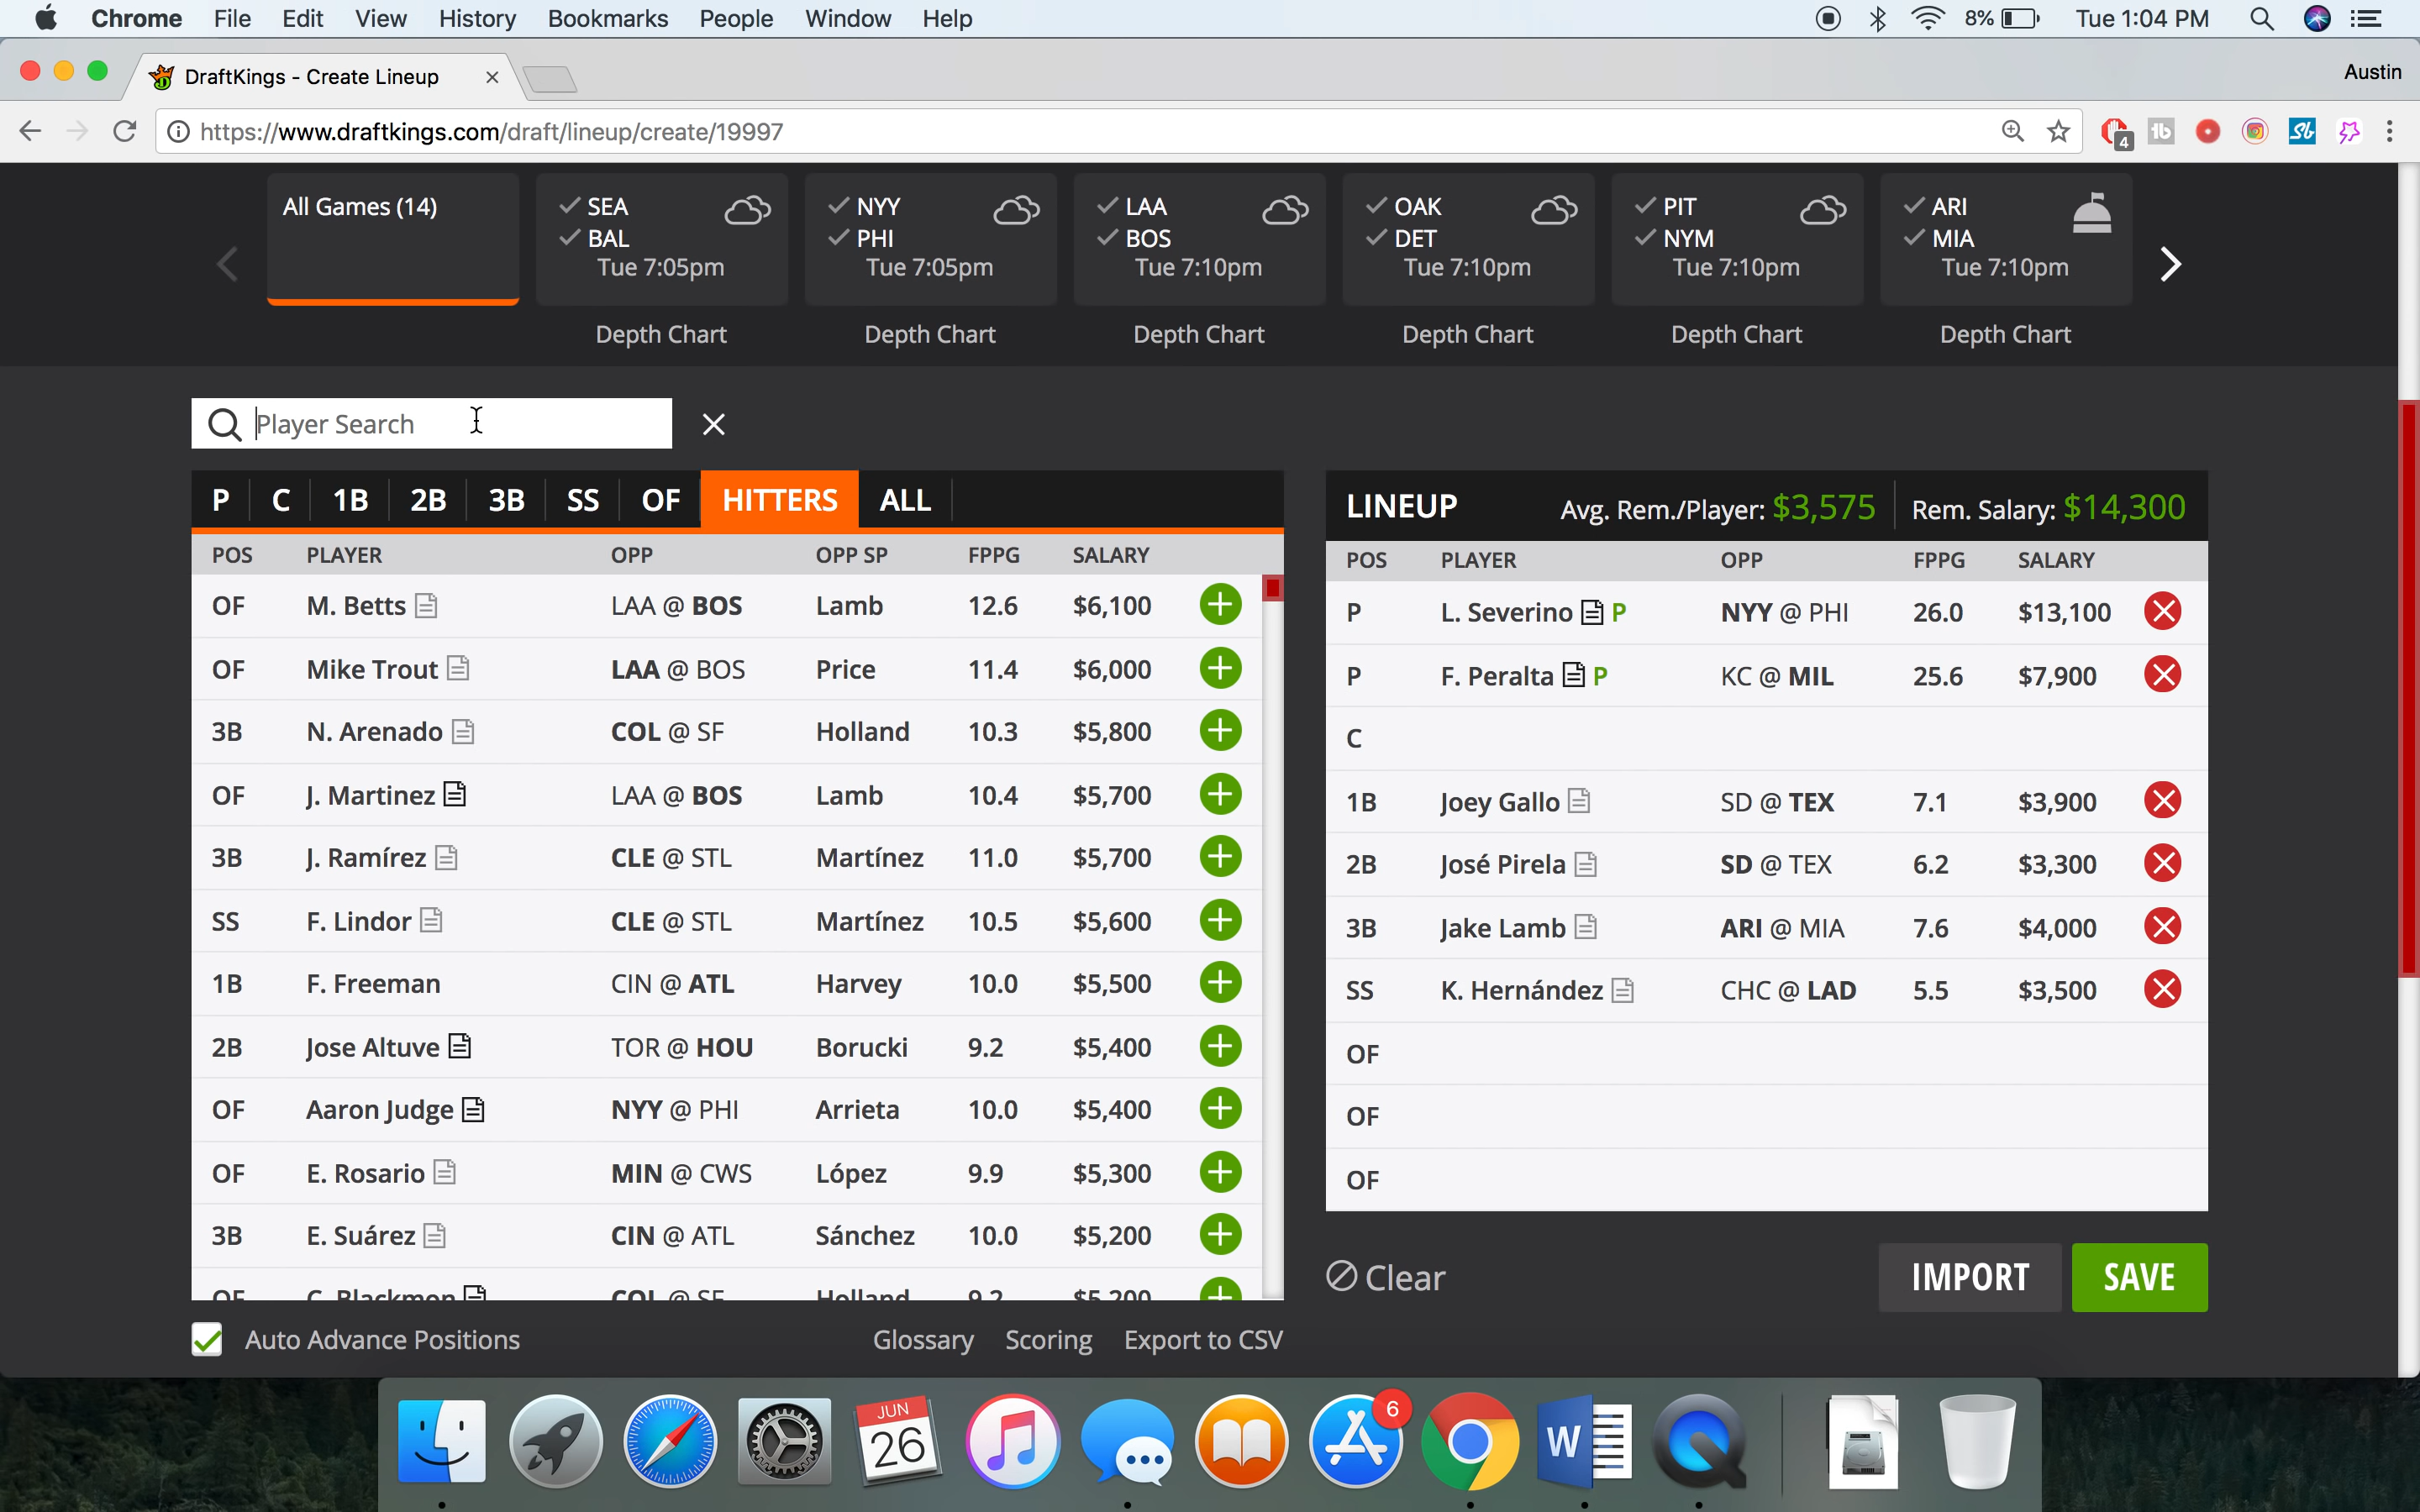 Chrome File Edit View History Bookmarks People Window Help 8% Tue 1:04 PM
DraftKings - Create Lineup Austin
https://www.draftkings.com/draft/lineup/create/19997 4 tb Sb
All Games (14)
SEA
BAL
Tue 7:05pm
Depth Chart
NYY
PHI
Tue 7:05pm
Depth Chart
LAA
BOS
Tue 7:10pm
Depth Chart
OAK
DET
Tue 7:10pm
Depth Chart
PIT
NYM
Tue 7:10pm
Depth Chart
ARI
MIA
Tue 7:10pm
Depth Chart
Player Search
P C 1B 2B 3B SS OF HITTERS ALL
POS PLAYER OPP OPP SP FPPG SALARY
OF M. Betts LAA @ BOS Lamb 12.6 $6,100
OF Mike Trout LAA @ BOS Price 11.4 $6,000
3B N. Arenado COL @ SF Holland 10.3 $5,800
OF J. Martinez LAA @ BOS Lamb 10.4 $5,700
3B J. Ramírez CLE @ STL Martínez 11.0 $5,700
SS F. Lindor CLE @ STL Martínez 10.5 $5,600
1B F. Freeman CIN @ ATL Harvey 10.0 $5,500
2B Jose Altuve TOR @ HOU Borucki 9.2 $5,400
OF Aaron Judge NYY @ PHI Arrieta 10.0 $5,400
OF E. Rosario MIN @ CWS López 9.9 $5,300
3B E. Suárez CIN @ ATL Sánchez 10.0 $5,200
OF C. Blackmon COL @ SF Holland 9.2 $5,200
Auto Advance Positions Glossary Scoring Export to CSV
LINEUP Avg. Rem./Player: $3,575 Rem. Salary: $14,300
POS PLAYER OPP FPPG SALARY
P L. Severino P NYY @ PHI 26.0 $13,100
P F. Peralta P KC @ MIL 25.6 $7,900
C
1B Joey Gallo SD @ TEX 7.1 $3,900
2B José Pirela SD @ TEX 6.2 $3,300
3B Jake Lamb ARI @ MIA 7.6 $4,000
SS K. Hernández CHC @ LAD 5.5 $3,500
OF
OF
OF
Clear IMPORT SAVE
JUN
26
6
W